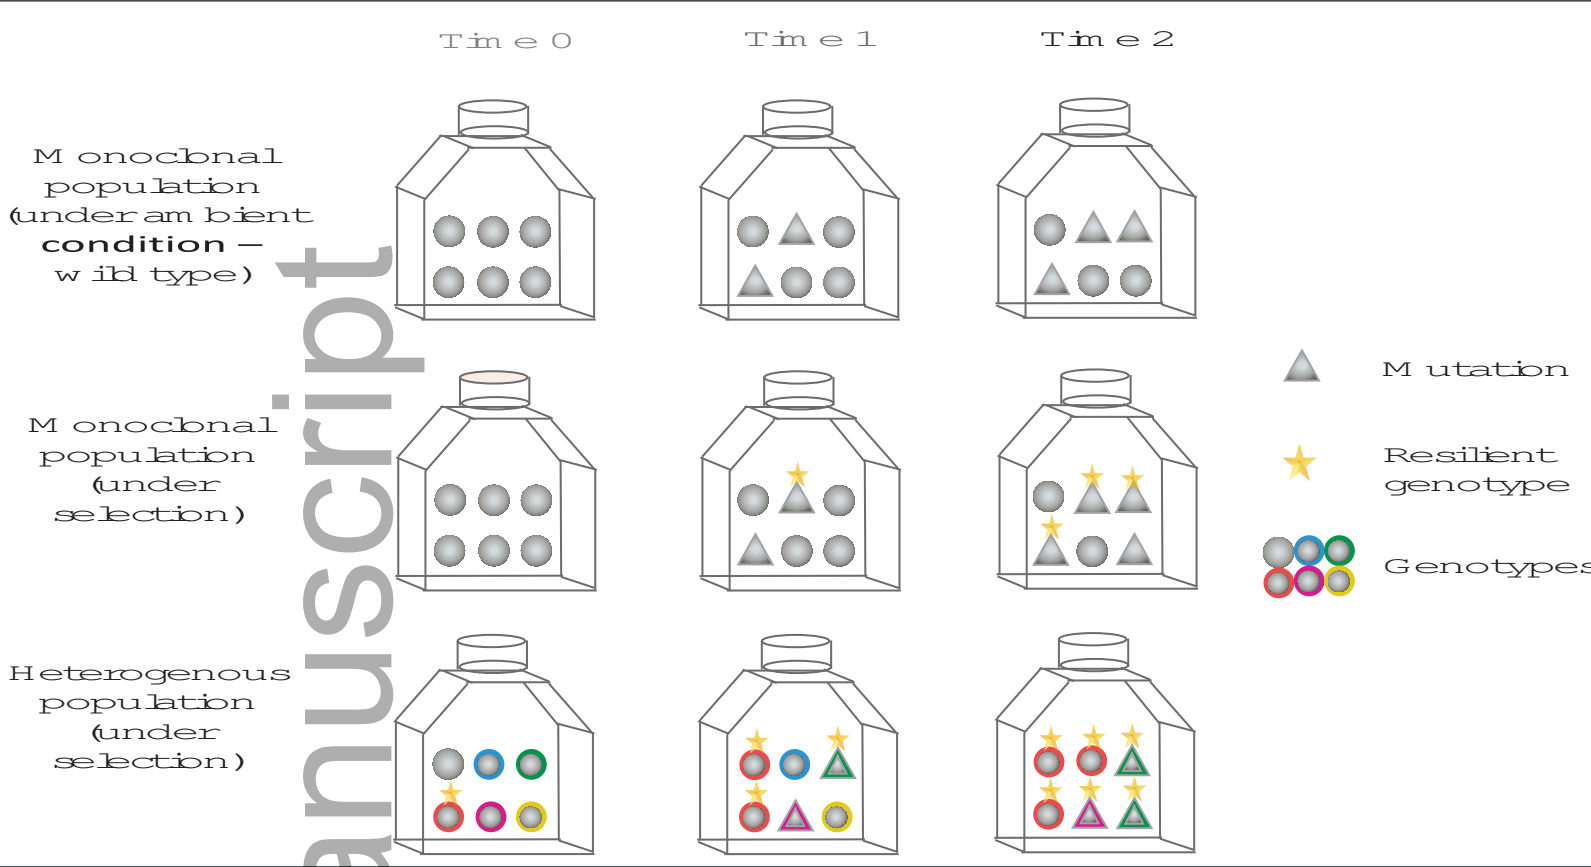 Time 0
Time 1
Time 2
Monoclonal
population
(under ambient
condition –
wild type)
Monoclonal
population
(under
selection)
Heterogenous
population
(under
selection)
Mutation
Resilient
genotype
Genotypes
anuscript